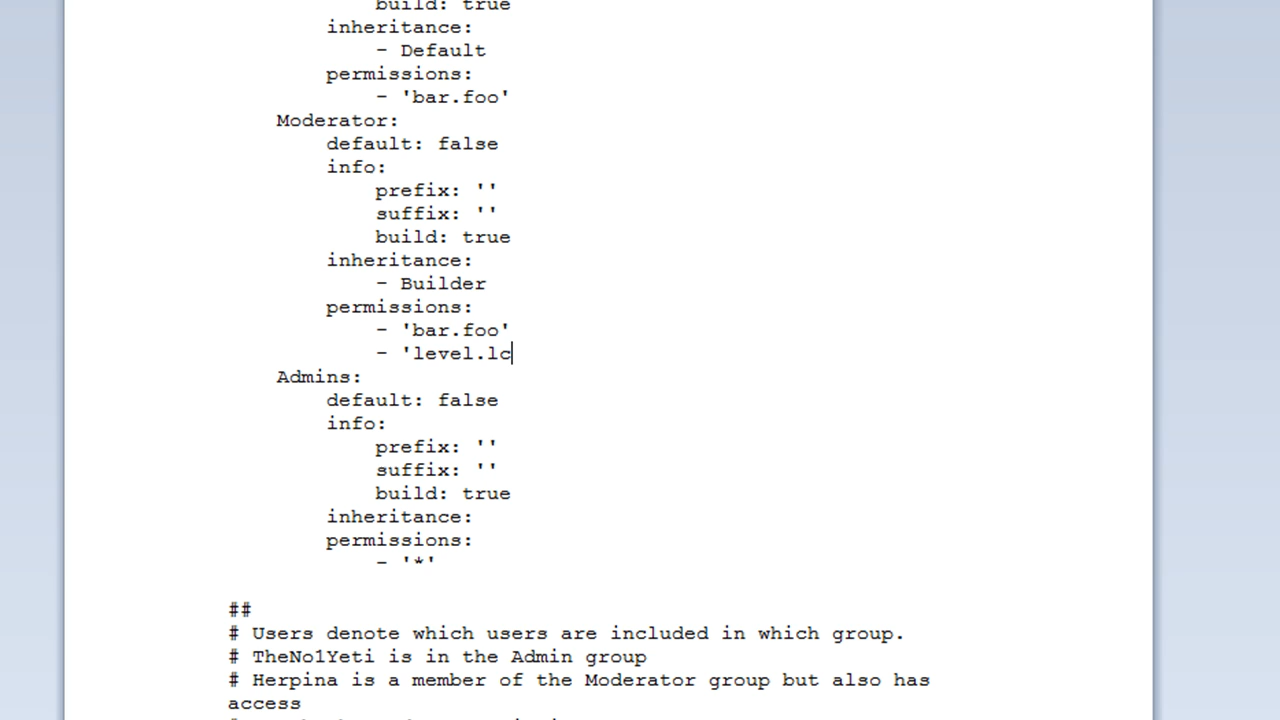 build: true
inheritance:
- Default
permissions:
- 'bar.foo'
Moderator:
default: false
info:
prefix: ''
suffix: ''
build: true
inheritance:
- Builder
permissions:
- 'bar.foo'
- 'level.lc
Admins:
default: false
info:
prefix: ''
suffix: ''
build: true
inheritance:
permissions:
- '*'
##
# Users denote which users are included in which group.
# TheNo1Yeti is in the Admin group
# Herpina is a member of the Moderator group but also has
access